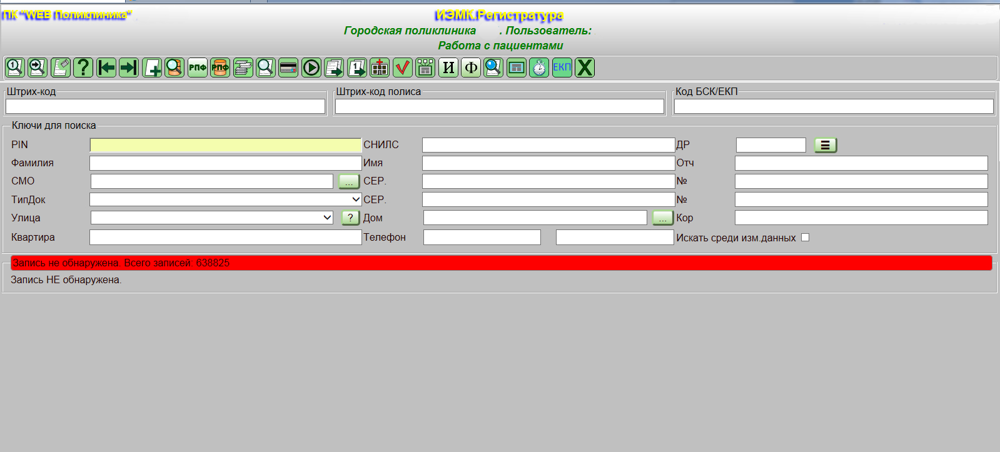 ПК "WEB Поликлиника"
ИЭМК.Регистратура
Городская поликлиника . Пользователь:
Работа с пациентами
1 ? РПФ РПФ 1 И Ф ЕКП X
Штрих-код Штрих-код полиса Код БСК/ЕКП
Ключи для поиска
PIN СНИЛС ДР
Фамилия Имя Отч
СМО ... СЕР. №
ТипДок СЕР. №
Улица ? Дом ... Кор
Квартира Телефон Искать среди изм.данных
Запись не обнаружена. Всего записей: 638825
Запись НЕ обнаружена.